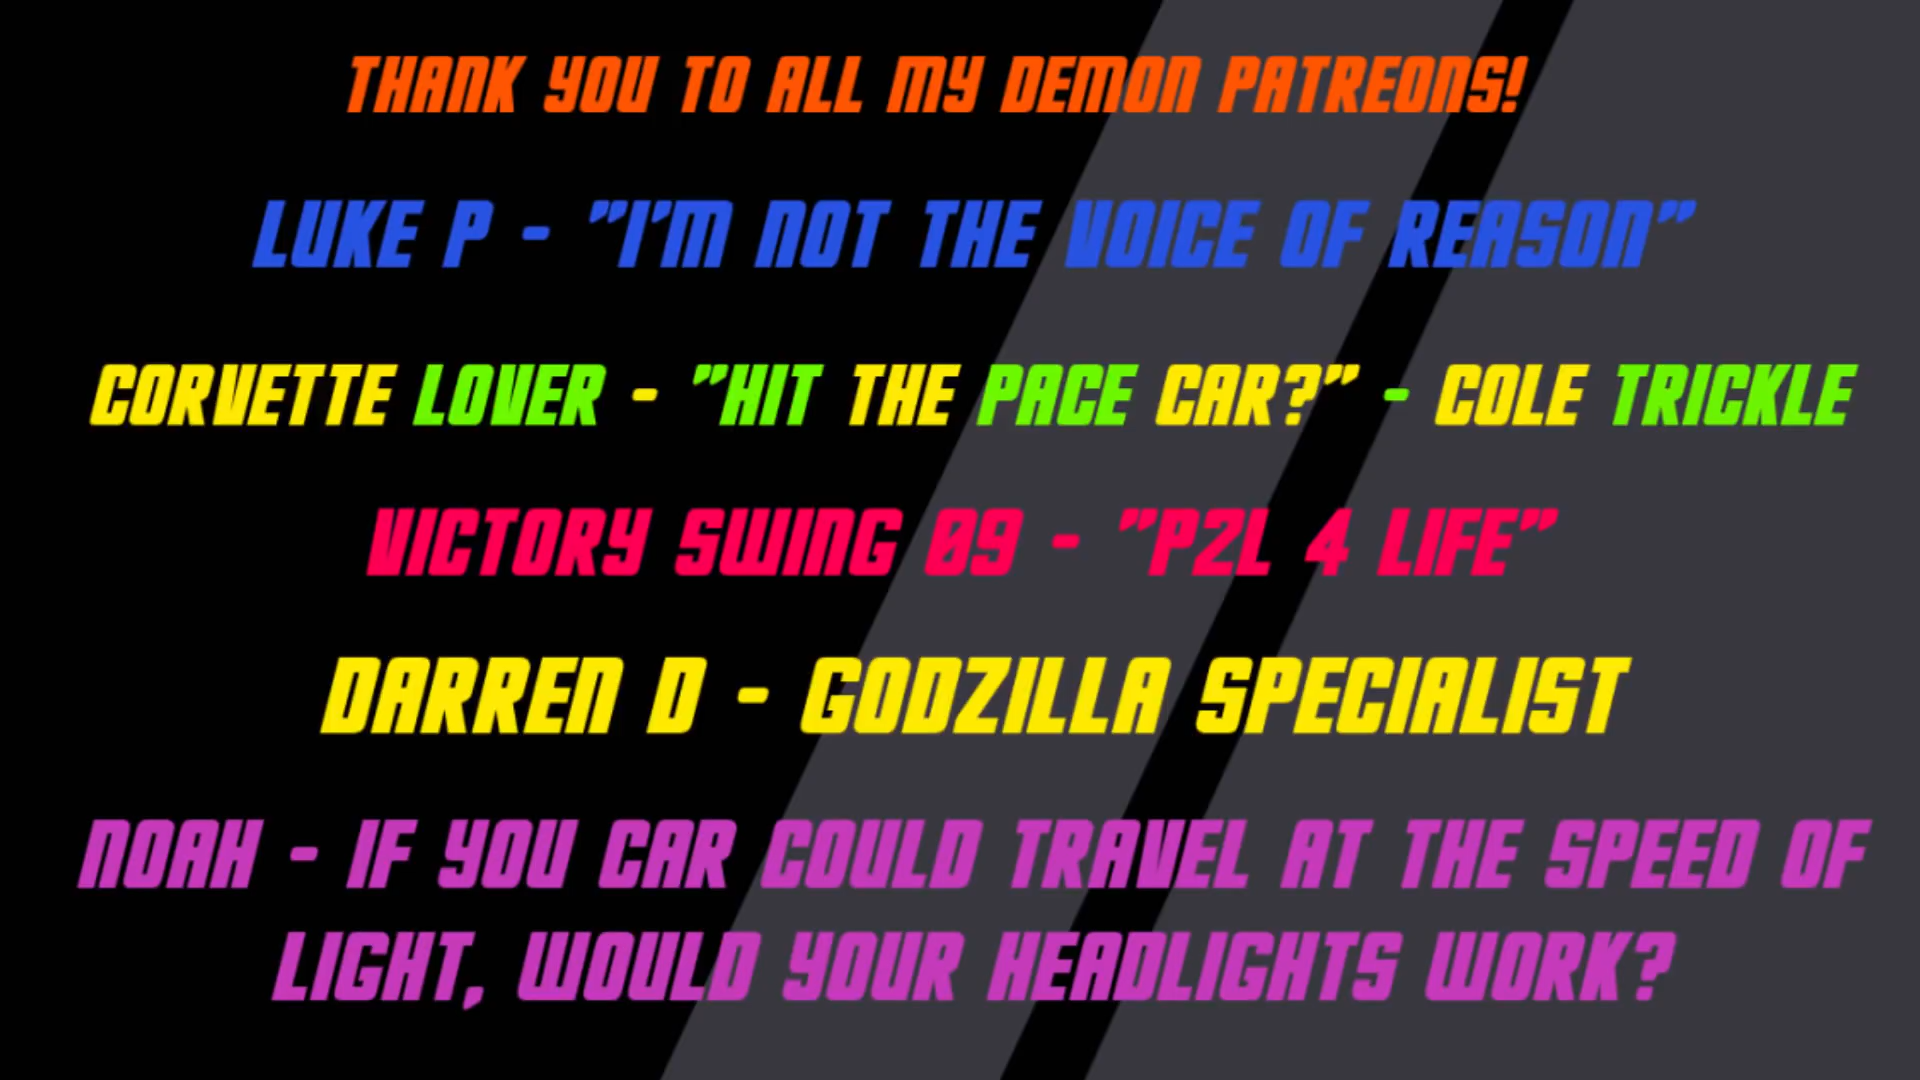 THANK YOU TO ALL MY DEMON PATREONS!
LUKE P - "I'M NOT THE VOICE OF REASON"
CORVETTE LOVER - "HIT THE PACE CAR?" - COLE TRICKLE
VICTORY SWING 09 - "P2L 4 LIFE"
DARREN D - GODZILLA SPECIALIST
NOAH - IF YOU CAR COULD TRAVEL AT THE SPEED OF
LIGHT, WOULD YOUR HEADLIGHTS WORK?